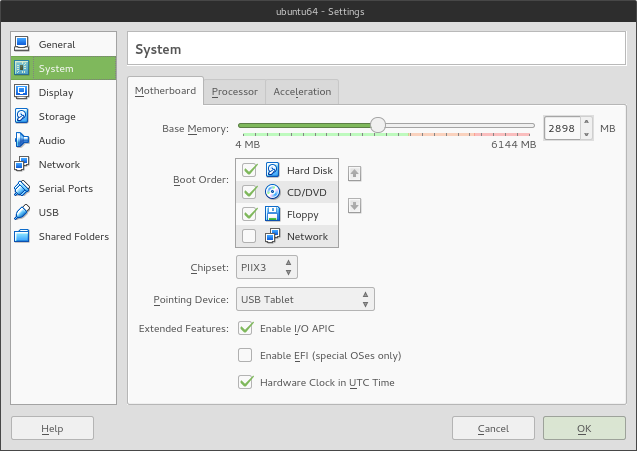 ubuntu64 - Settings
General
System
Display
Storage
Audio
Network
Serial Ports
USB
Shared Folders
System
Motherboard Processor Acceleration
Base Memory: 2898 MB
4 MB 6144 MB
Boot Order:
Hard Disk
CD/DVD
Floppy
Network
Chipset: PIIX3
Pointing Device: USB Tablet
Extended Features: Enable I/O APIC
Enable EFI (special OSes only)
Hardware Clock in UTC Time
Help Cancel OK